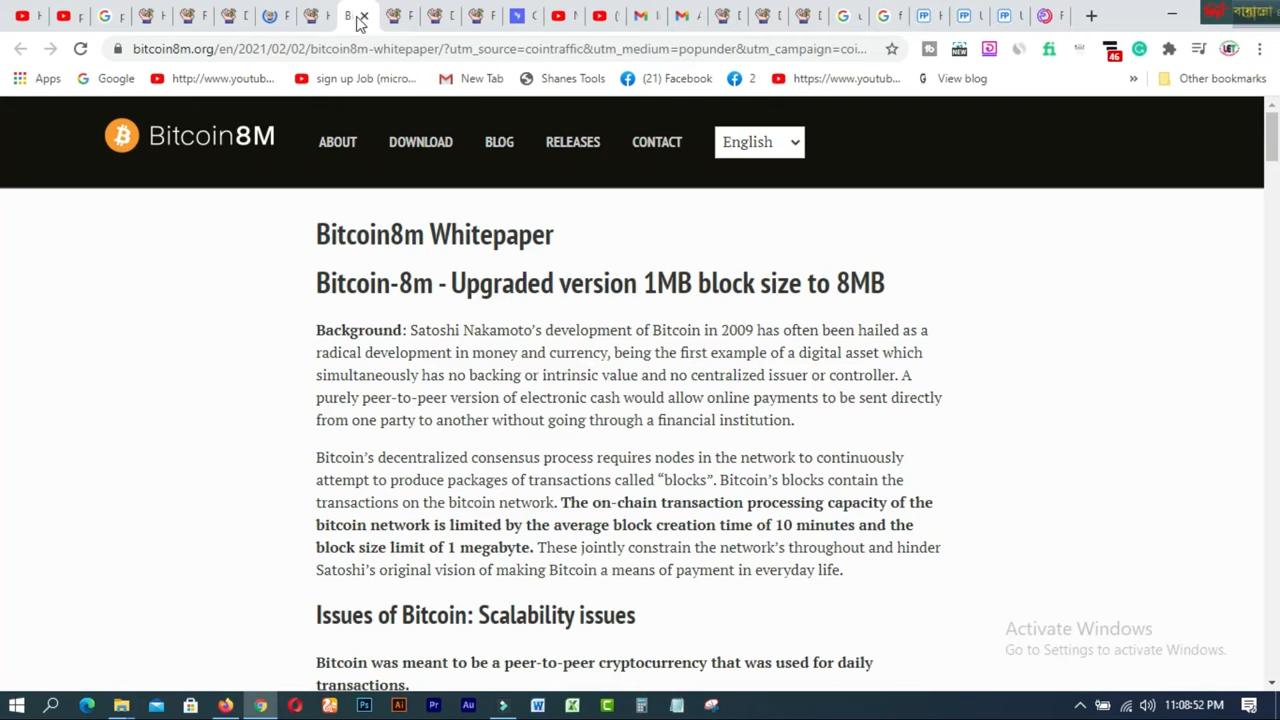 bitcoin8m.org/en/2021/02/02/bitcoin8m-whitepaper/?utm_source=cointraffic&utm_medium=popunder&utm_campaign=coi...
NEW
46
Apps
Google
http://www.youtub...
sign up Job (micro...
New Tab
Shanes Tools
(21) Facebook
2
https://www.youtub...
View blog
»
Other bookmarks
Bitcoin8M
ABOUT
DOWNLOAD
BLOG
RELEASES
CONTACT
English
Bitcoin8m Whitepaper
Bitcoin-8m - Upgraded version 1MB block size to 8MB
Background: Satoshi Nakamoto's development of Bitcoin in 2009 has often been hailed as a
radical development in money and currency, being the first example of a digital asset which
simultaneously has no backing or intrinsic value and no centralized issuer or controller. A
purely peer-to-peer version of electronic cash would allow online payments to be sent directly
from one party to another without going through a financial institution.
Bitcoin's decentralized consensus process requires nodes in the network to continuously
attempt to produce packages of transactions called "blocks". Bitcoin's blocks contain the
transactions on the bitcoin network. The on-chain transaction processing capacity of the
bitcoin network is limited by the average block creation time of 10 minutes and the
block size limit of 1 megabyte. These jointly constrain the network's throughout and hinder
Satoshi's original vision of making Bitcoin a means of payment in everyday life.
Issues of Bitcoin: Scalability issues
Bitcoin was meant to be a peer-to-peer cryptocurrency that was used for daily
transactions.
Activate Windows
Go to Settings to activate Windows.
Ps
Ai
Pr
Au
11:08:52 PM